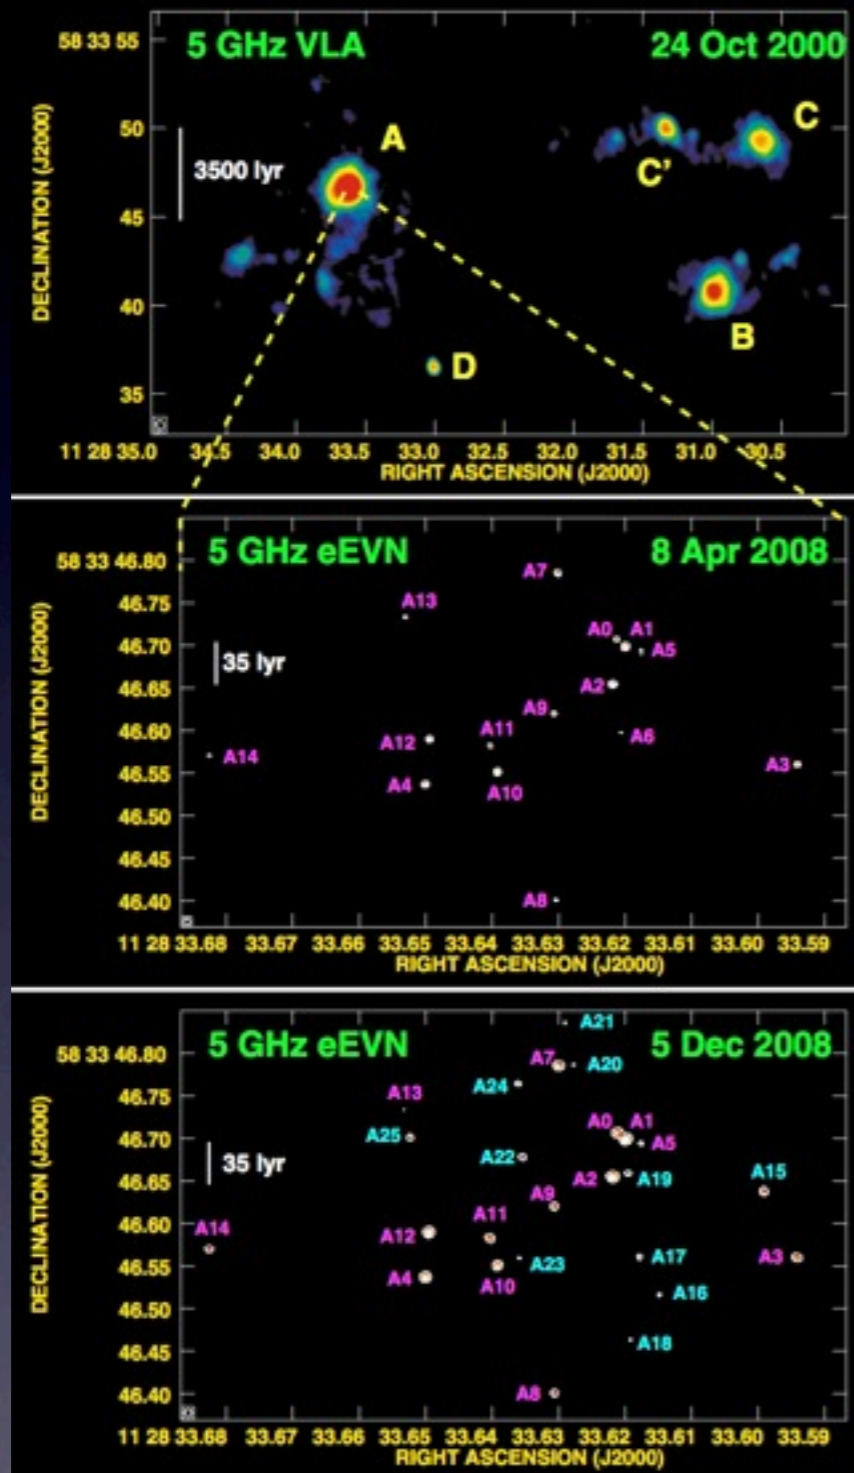 5 GHz VLA
24 Oct 2000
DECLINATION (J2000)
58 33 55
50
45
40
35
3500 lyr
A
C
C'
B
D
11 28 35.0 34.5 34.0 33.5 33.0 32.5 32.0 31.5 31.0 30.5
RIGHT ASCENSION (J2000)
5 GHz eEVN
8 Apr 2008
DECLINATION (J2000)
58 33 46.80
46.75
46.70
46.65
46.60
46.55
46.50
46.45
46.40
35 lyr
A7
A13
A0
A1
A5
A2
A9
A6
A11
A12
A14
A3
A4
A10
A8
11 28 33.68 33.67 33.66 33.65 33.64 33.63 33.62 33.61 33.60 33.59
RIGHT ASCENSION (J2000)
5 GHz eEVN
5 Dec 2008
DECLINATION (J2000)
58 33 46.80
46.75
46.70
46.65
46.60
46.55
46.50
46.45
46.40
35 lyr
A21
A7
A20
A24
A13
A0
A1
A25
A5
A22
A2
A19
A15
A9
A11
A14
A12
A17
A3
A23
A4
A10
A16
A18
A8
11 28 33.68 33.67 33.66 33.65 33.64 33.63 33.62 33.61 33.60 33.59
RIGHT ASCENSION (J2000)